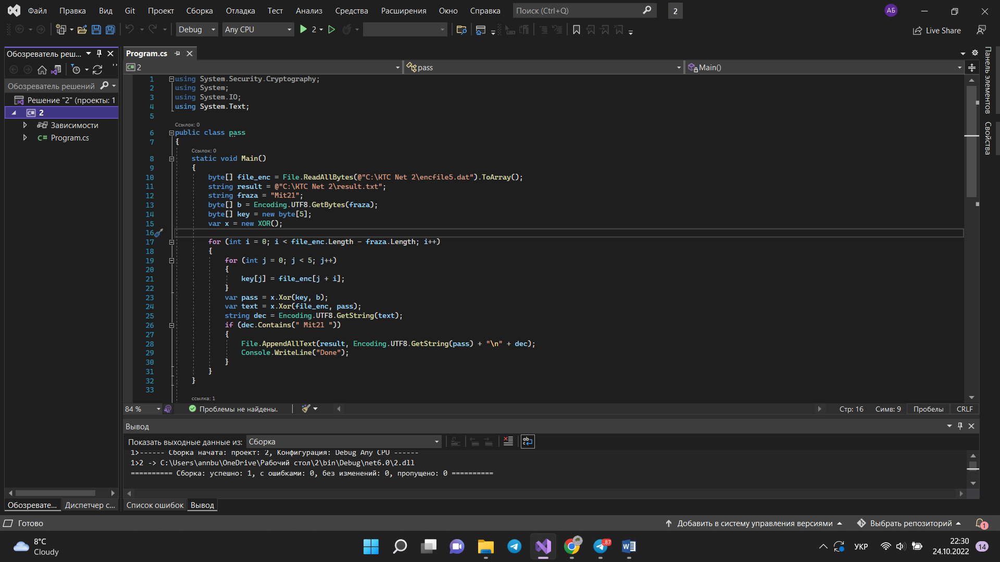 Файл Правка Вид Git Проект Сборка Отладка Тест Анализ Средства Расширения Окно Справка Поиск (Ctrl+Q) 2 АБ
Debug Any CPU 2 Live Share
Обозреватель реш...
Обозреватель решений
Решение "2" (проекты: 1
C# 2
Зависимости
C# Program.cs
Program.cs
C# 2 pass Main()
1 using System.Security.Cryptography;
2 using System;
3 using System.IO;
4 using System.Text;
5
Ссылок: 0
6 public class pass
7 {
Ссылок: 0
8 static void Main()
9 {
10 byte[] file_enc = File.ReadAllBytes(@"C:\KTC Net 2\encfile5.dat").ToArray();
11 string result = @"C:\KTC Net 2\result.txt";
12 string fraza = "Mit21";
13 byte[] b = Encoding.UTF8.GetBytes(fraza);
14 byte[] key = new byte[5];
15 var x = new XOR();
16
17 for (int i = 0; i < file_enc.Length - fraza.Length; i++)
18 {
19 for (int j = 0; j < 5; j++)
20 {
21 key[j] = file_enc[j + i];
22 }
23 var pass = x.Xor(key, b);
24 var text = x.Xor(file_enc, pass);
25 string dec = Encoding.UTF8.GetString(text);
26 if (dec.Contains(" Mit21 "))
27 {
28 File.AppendAllText(result, Encoding.UTF8.GetString(pass) + "\n" + dec);
29 Console.WriteLine("Done");
30 }
31 }
32 }
33
ссылка: 1
84 % Проблемы не найдены. Стр: 16 Симв: 9 Пробелы CRLF
Панель элементов
Свойства
Вывод
Показать выходные данные из: Сборка
1>------ Сборка начата: проект: 2, Конфигурация: Debug Any CPU ------
1>2 -> C:\Users\annbu\OneDrive\Рабочий стол\2\bin\Debug\net6.0\2.dll
========== Сборка: успешно: 1, с ошибками: 0, без изменений: 0, пропущено: 0 ==========
Обозревате... Диспетчер с... Список ошибок Вывод
Готово Добавить в систему управления версиями Выбрать репозиторий 1
8°C
Cloudy
87
УКР
22:30
24.10.2022
14